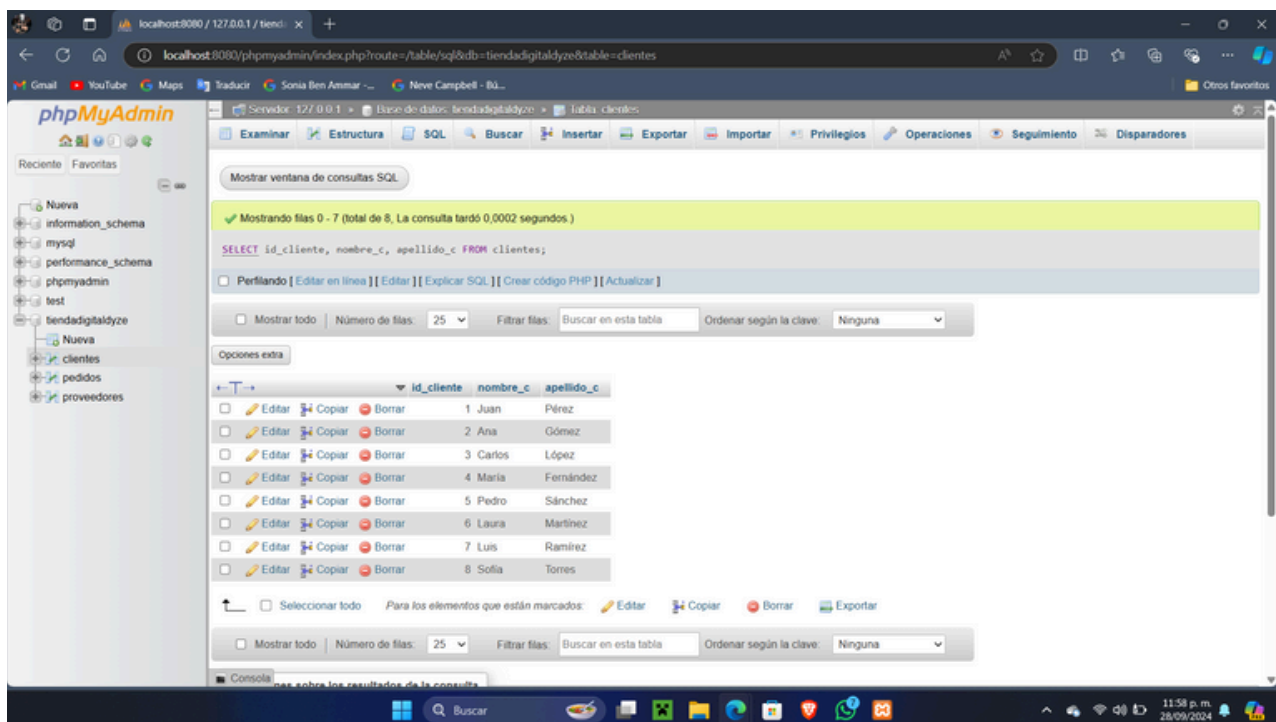 localhost:8080 / 127.0.0.1 / tiend
localhost:8080/phpmyadmin/index.php?route=/table/sql&db=tiendadigitaldyze&table=clientes
Gmail YouTube Maps Traducir Sonia Ben Ammar -... Neve Campbell - Bú... Otros favoritos
phpMyAdmin
Reciente Favoritas
Nueva
information_schema
mysql
performance_schema
phpmyadmin
test
tiendadigitaldyze
Nueva
clientes
pedidos
proveedores
Servidor: 127.0.0.1 » Base de datos: tiendadigitaldyze » Tabla: clientes
Examinar Estructura SQL Buscar Insertar Exportar Importar Privilegios Operaciones Seguimiento Disparadores
Mostrar ventana de consultas SQL
Mostrando filas 0 - 7 (total de 8, La consulta tardó 0,0002 segundos.)
SELECT id_cliente, nombre_c, apellido_c FROM clientes;
Perfilando [ Editar en línea ] [ Editar ] [ Explicar SQL ] [ Crear código PHP ] [ Actualizar ]
Mostrar todo | Número de filas: 25 Filtrar filas: Buscar en esta tabla Ordenar según la clave: Ninguna
Opciones extra
←T→ id_cliente nombre_c apellido_c
Editar Copiar Borrar 1 Juan Pérez
Editar Copiar Borrar 2 Ana Gómez
Editar Copiar Borrar 3 Carlos López
Editar Copiar Borrar 4 María Fernández
Editar Copiar Borrar 5 Pedro Sánchez
Editar Copiar Borrar 6 Laura Martínez
Editar Copiar Borrar 7 Luis Ramírez
Editar Copiar Borrar 8 Sofía Torres
Seleccionar todo Para los elementos que están marcados: Editar Copiar Borrar Exportar
Mostrar todo | Número de filas: 25 Filtrar filas: Buscar en esta tabla Ordenar según la clave: Ninguna
Consola nes sobre los resultados de la consulta
Buscar
11:58 p. m.
28/09/2024